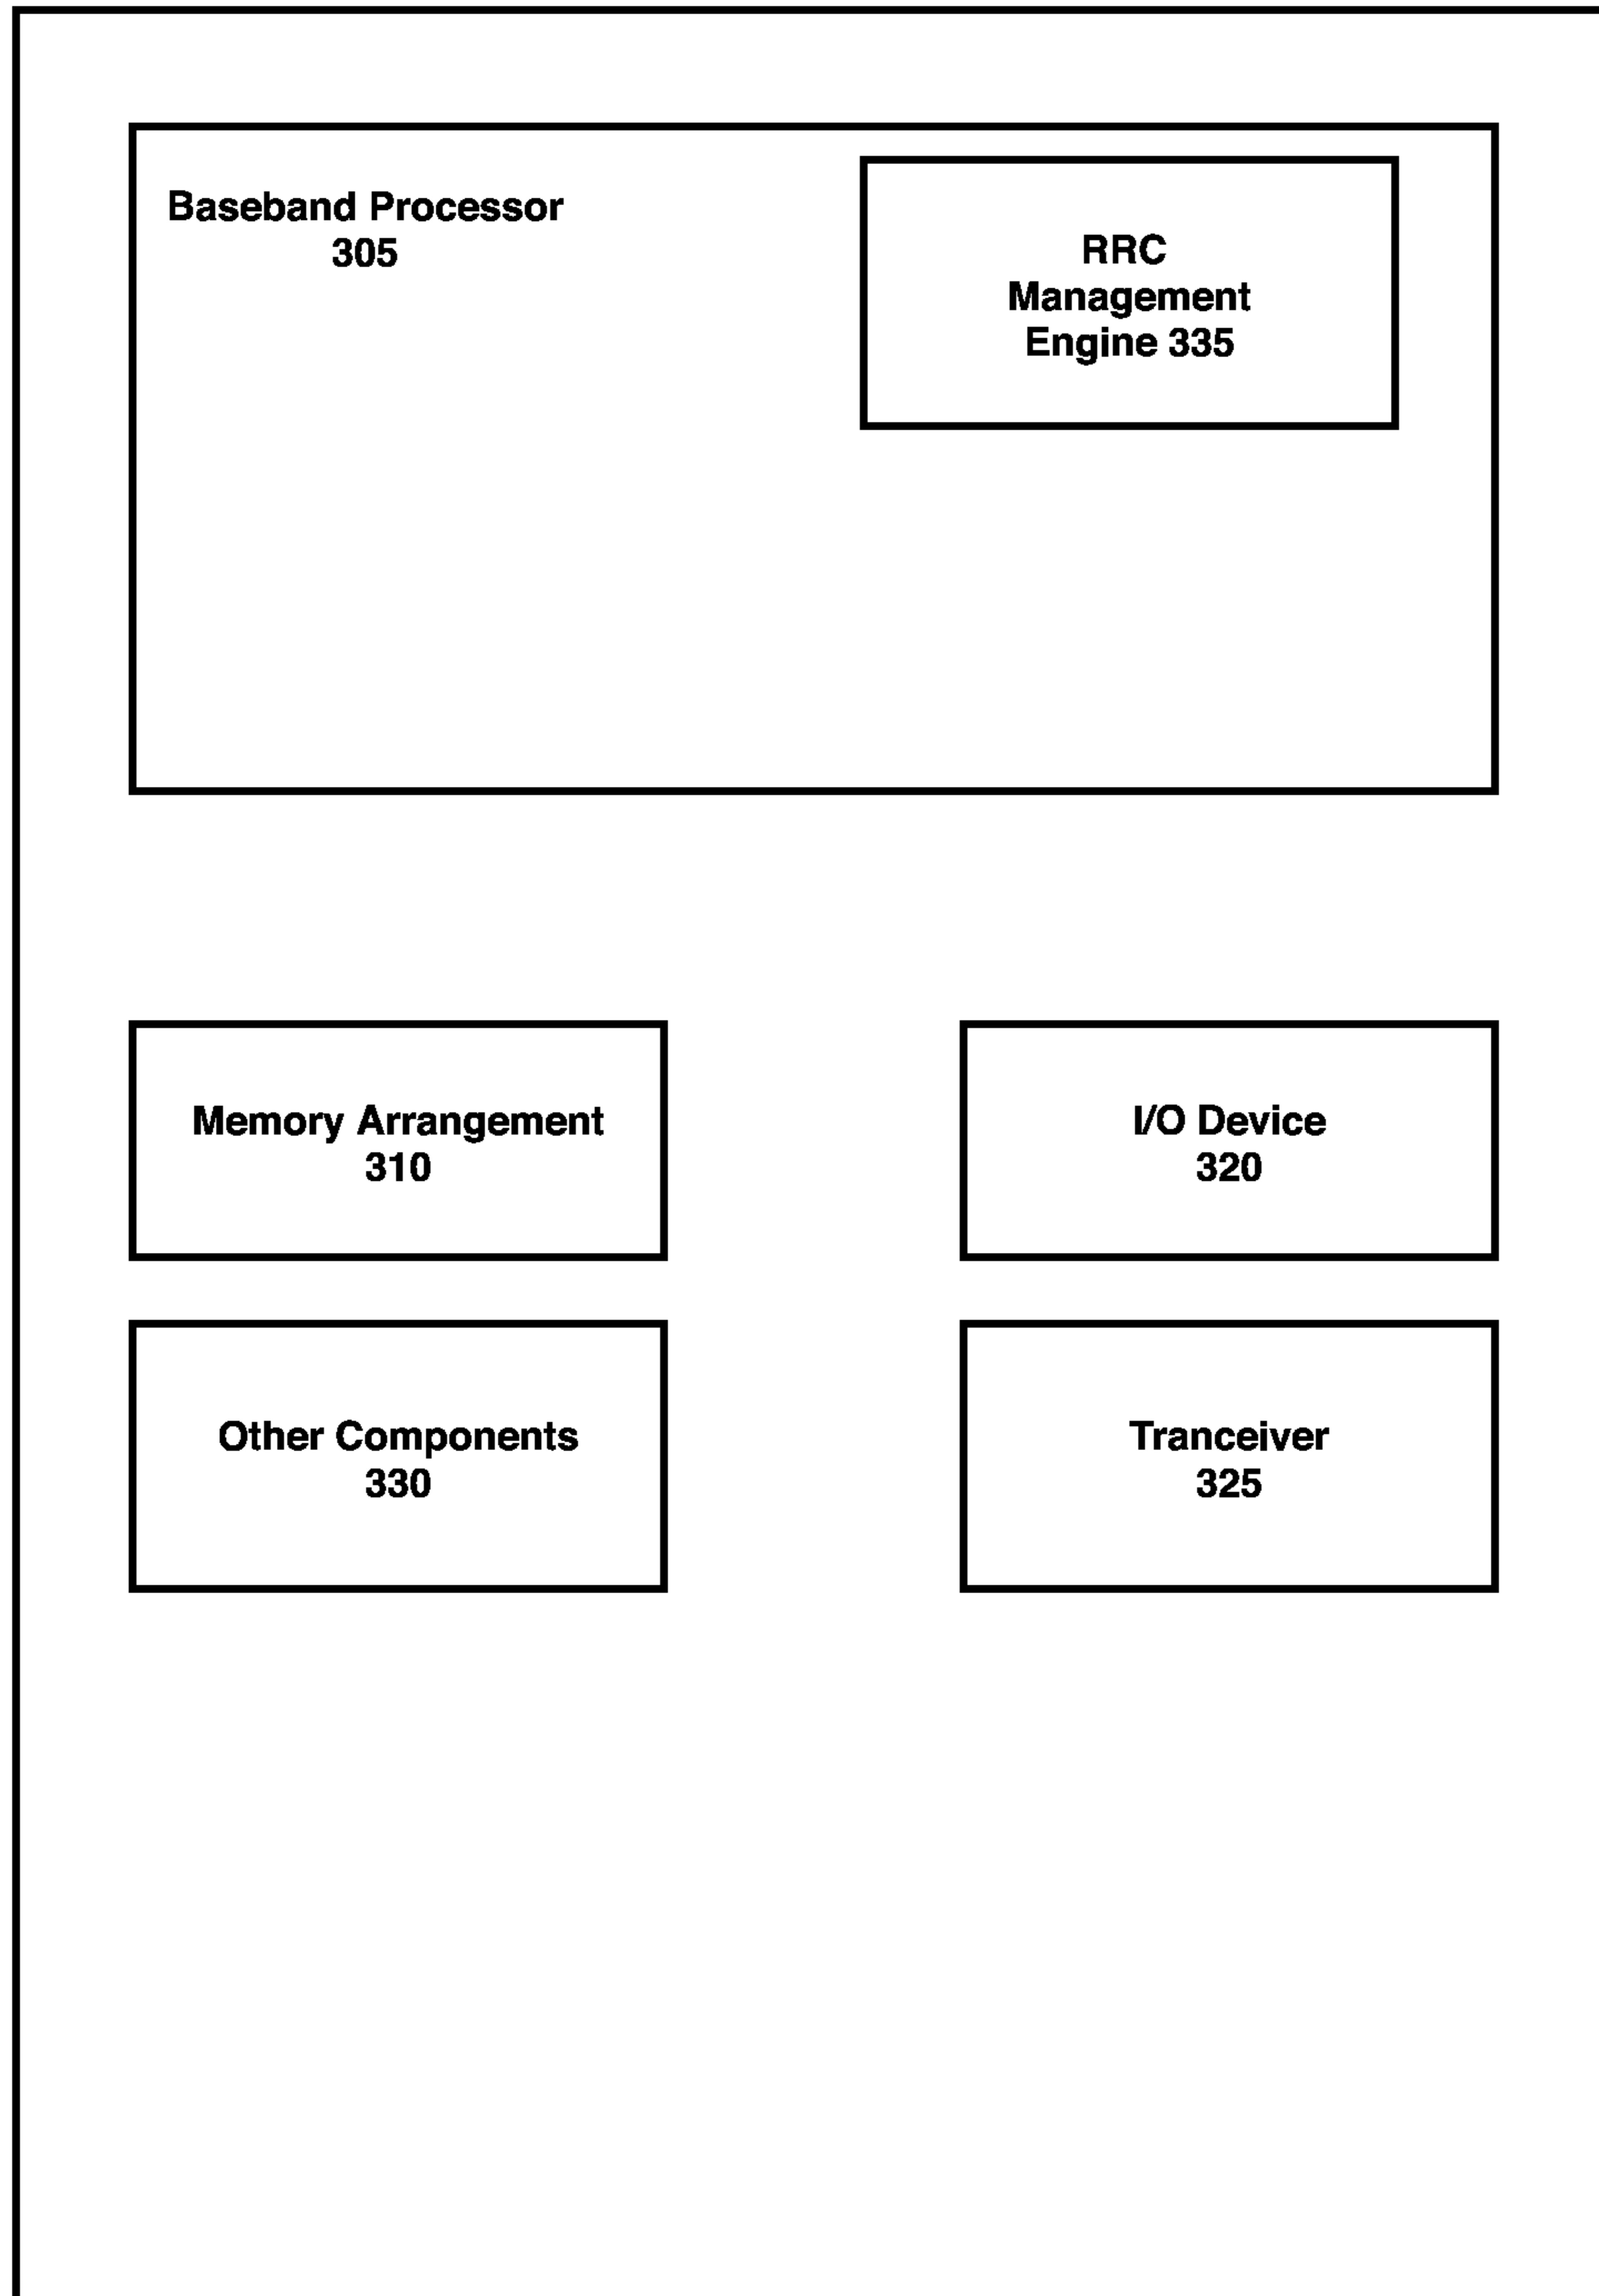 Baseband Processor
305
RRC
Management
Engine 335
Memory Arrangement
310
I/O Device
320
Other Components
330
Tranceiver
325